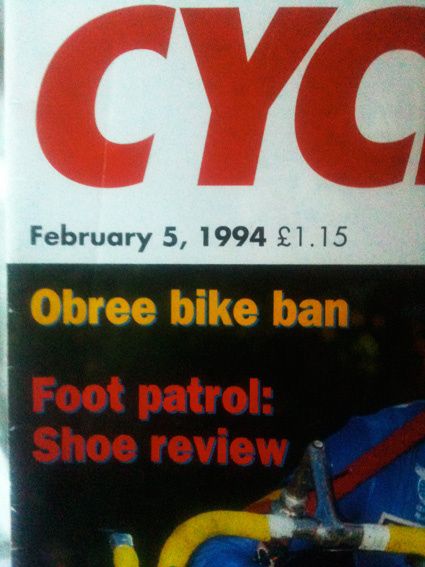 CYC
February 5, 1994 £1.15
Obree bike ban
Foot patrol:
Shoe review